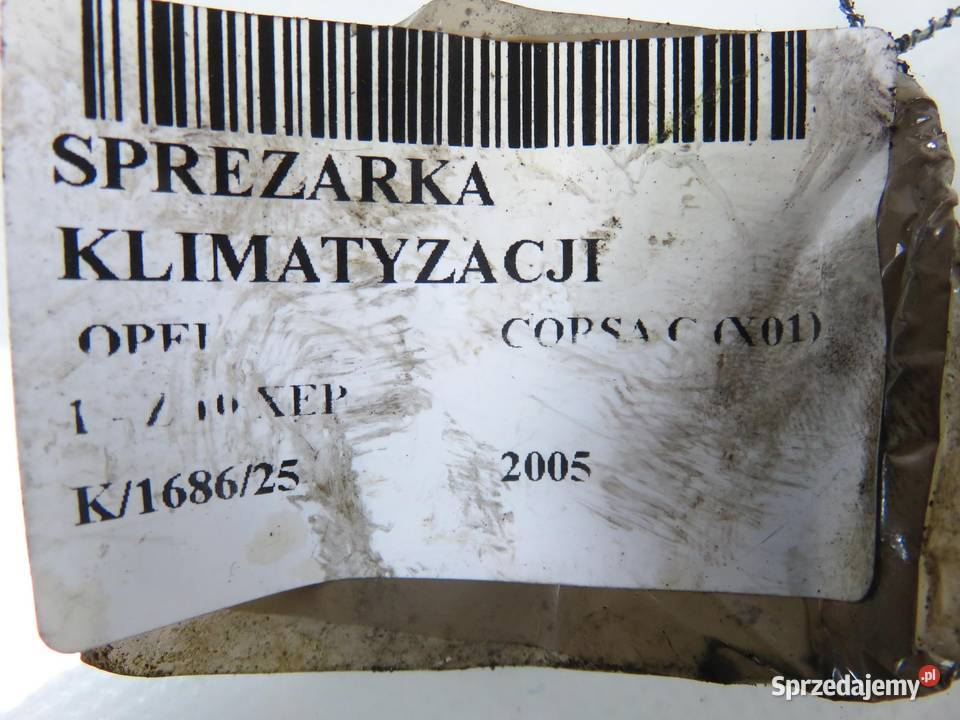 SPREZARKA
KLIMATYZACJI
OPEL CORSA C (X01)
XEP
K/1686/25 2005
Sprzedajemy.pl